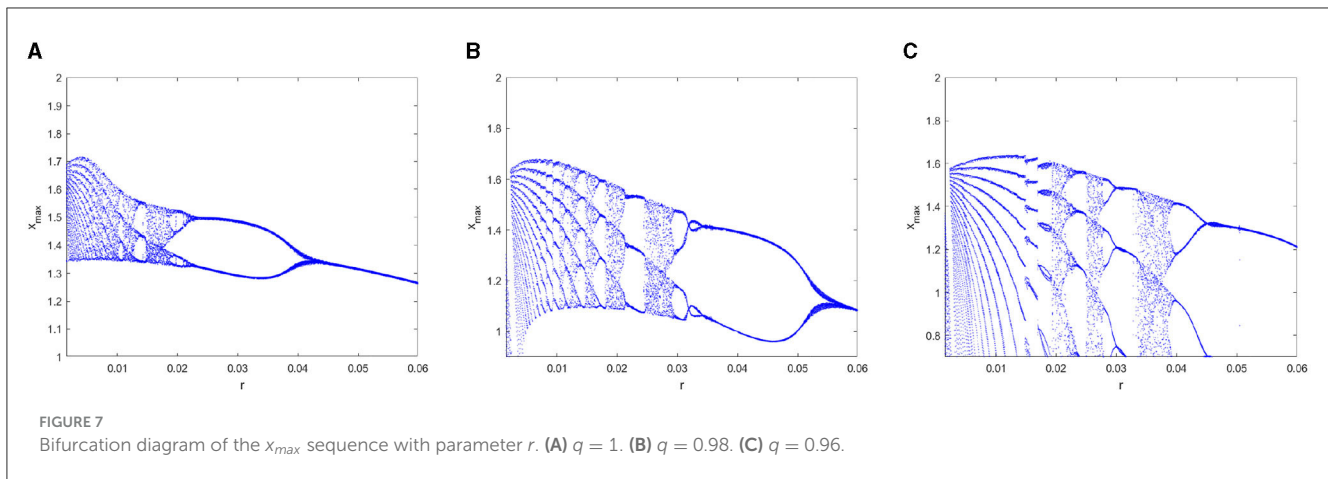 A
2
1.9
1.8
1.7
1.6
1.5
1.4
1.3
1.2
1.1
1
x_max
0.01 0.02 0.03 0.04 0.05 0.06
r
B
2
1.8
1.6
1.4
1.2
1
x_max
0.01 0.02 0.03 0.04 0.05 0.06
r
C
2
1.8
1.6
1.4
1.2
1
0.8
x_max
0.01 0.02 0.03 0.04 0.05 0.06
r
FIGURE 7
Bifurcation diagram of the x_max sequence with parameter r. (A) q = 1. (B) q = 0.98. (C) q = 0.96.